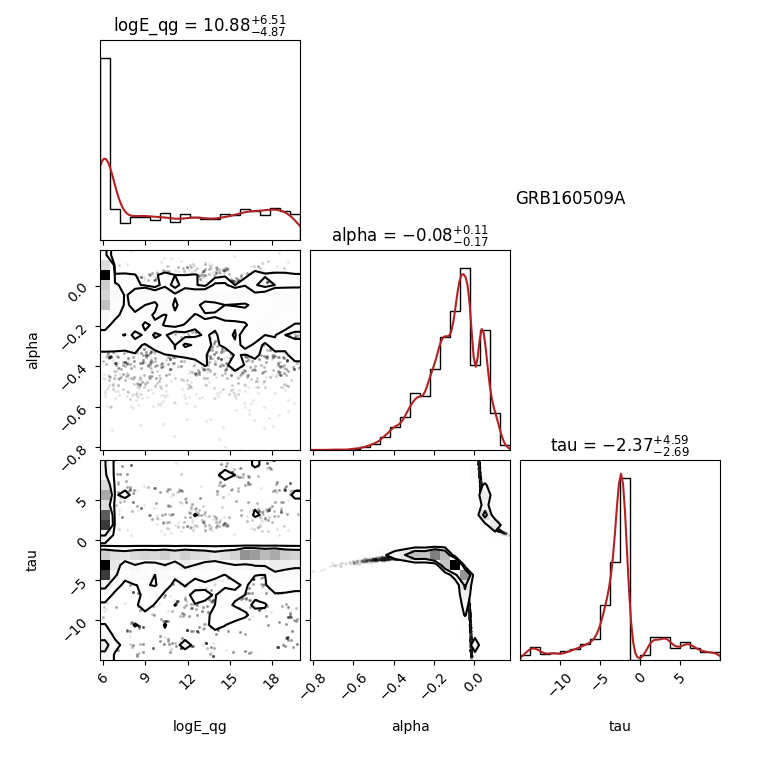 logE_qg = 10.88^{+6.51}_{-4.87}
GRB160509A
alpha = −0.08^{+0.11}_{-0.17}
0.0
−0.2
−0.4
−0.6
−0.8
alpha
tau = −2.37^{+4.59}_{-2.69}
5
0
−5
−10
tau
6 9 12 15 18
−0.8 −0.6 −0.4 −0.2 0.0
−10 −5 0 5
logE_qg alpha tau